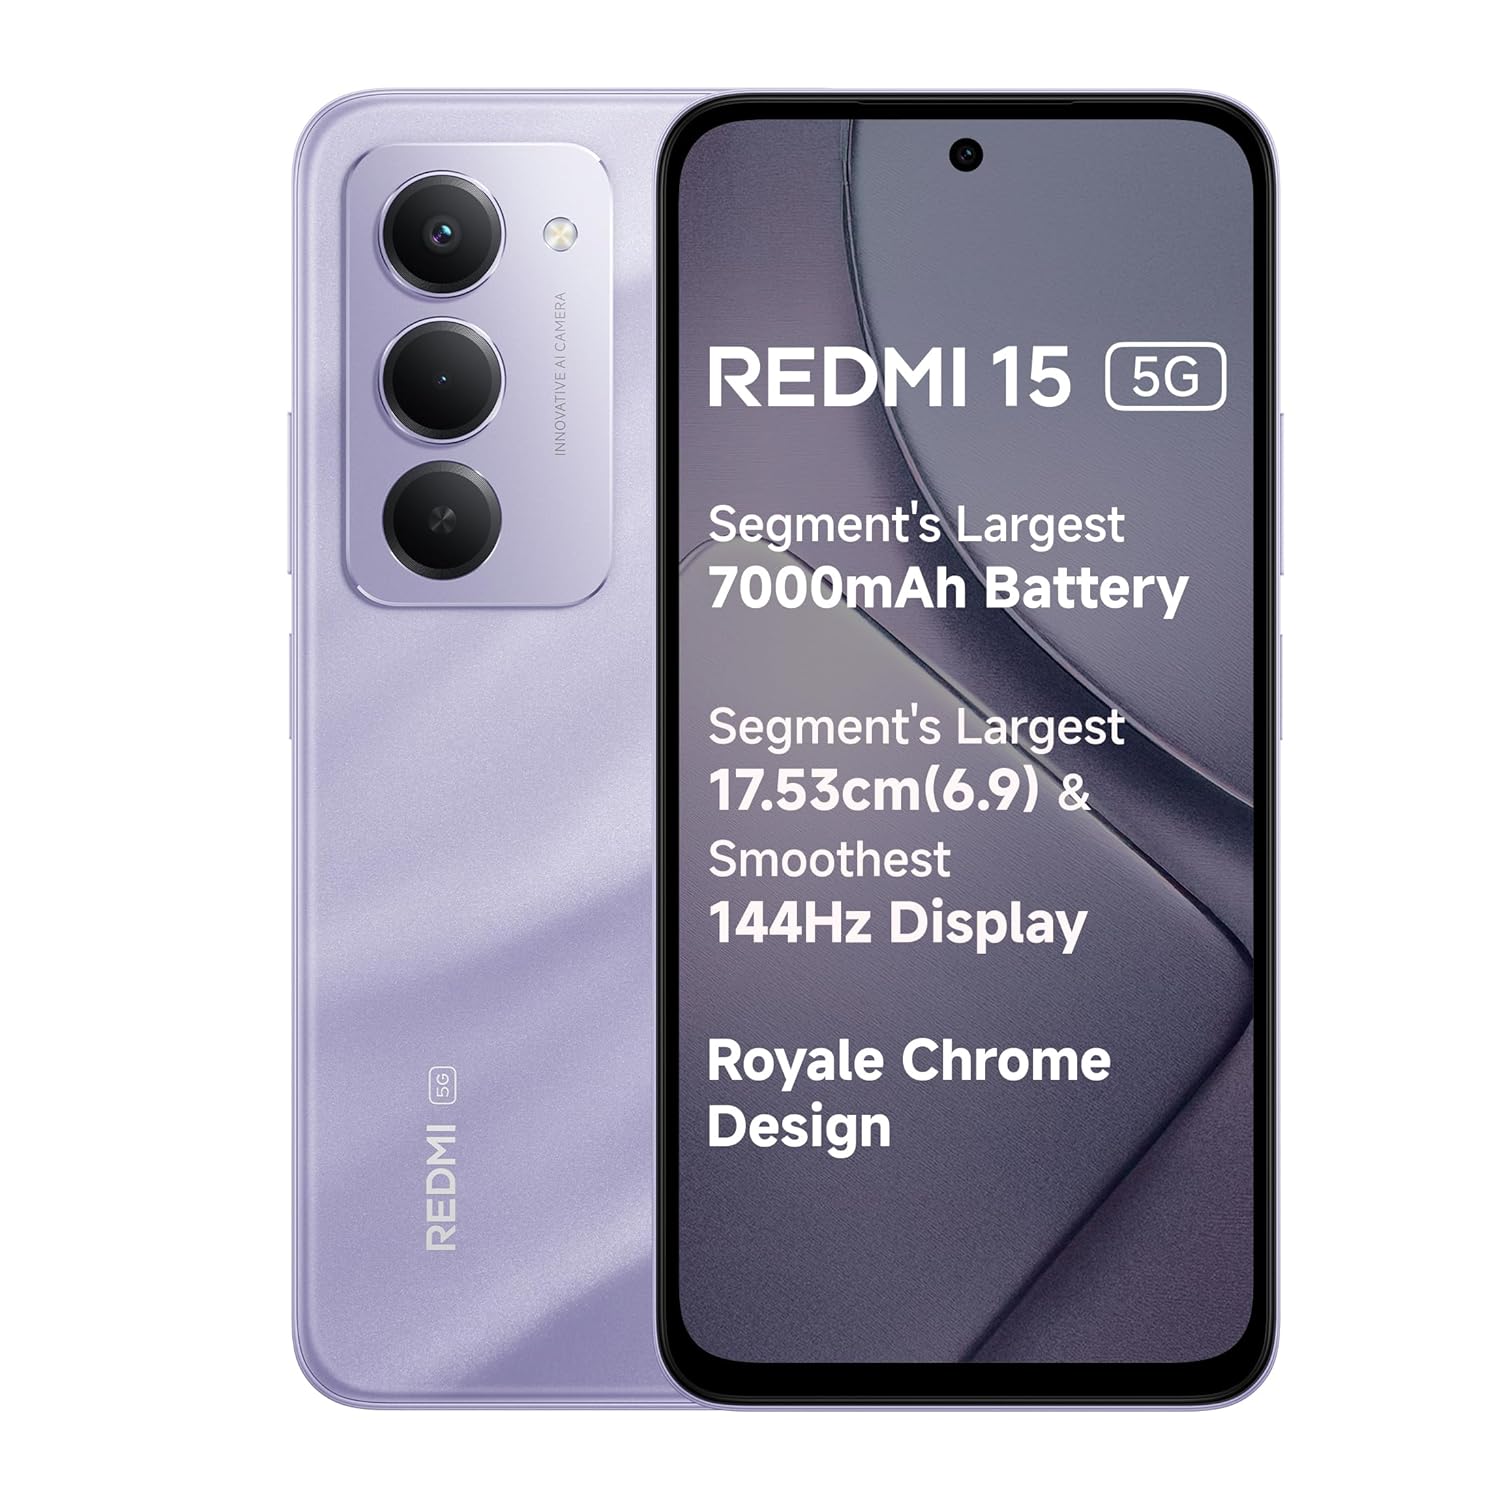 INNOVATIVE AI CAMERA
REDMI 5G
REDMI 15 5G
Segment's Largest
7000mAh Battery
Segment's Largest
17.53cm(6.9) &
Smoothest
144Hz Display
Royale Chrome
Design